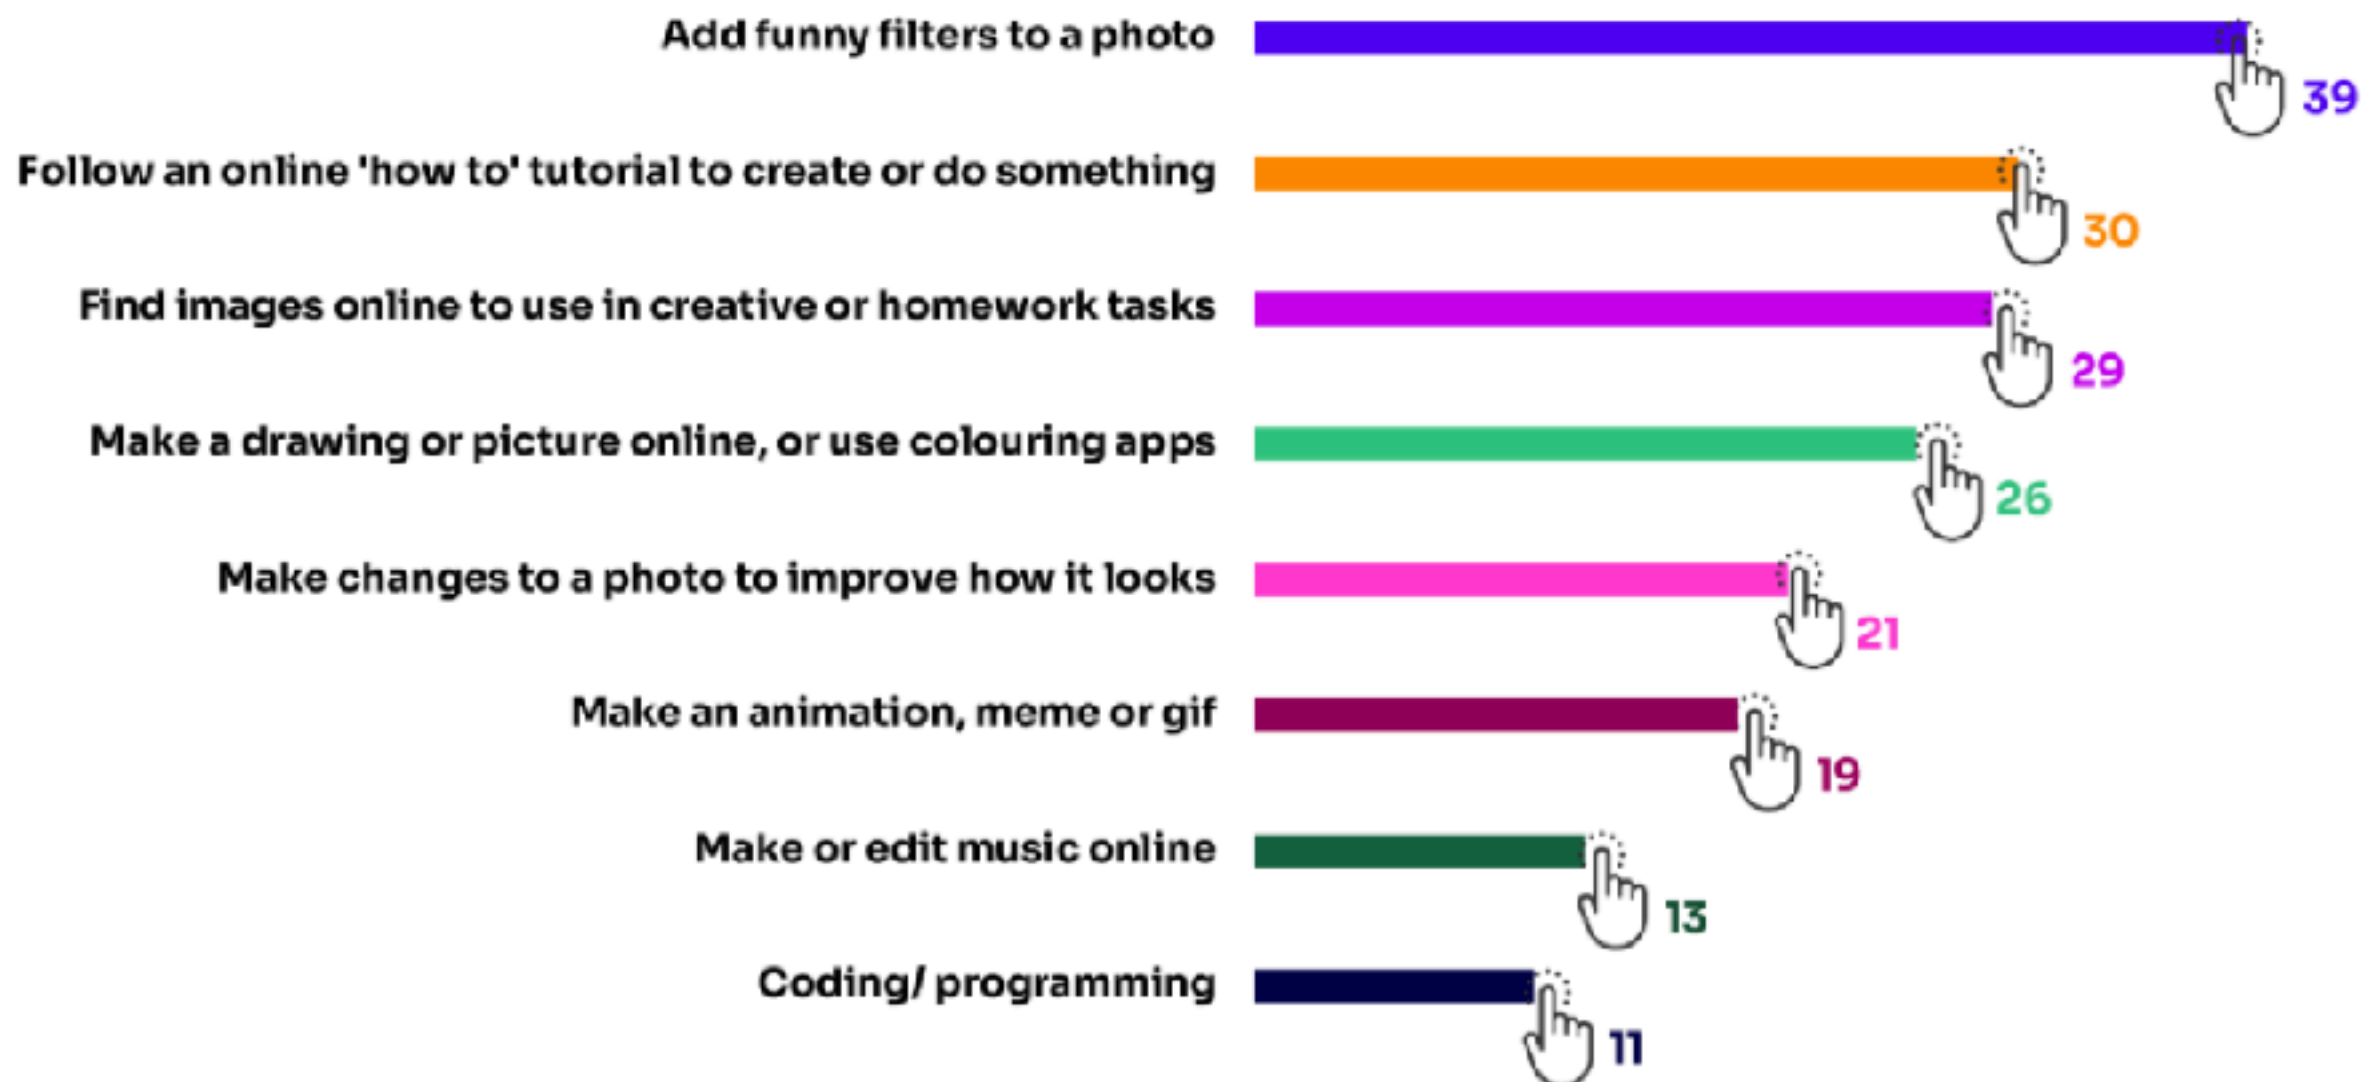 Add funny filters to a photo
39
Follow an online 'how to' tutorial to create or do something
30
Find images online to use in creative or homework tasks
29
Make a drawing or picture online, or use colouring apps
26
Make changes to a photo to improve how it looks
21
Make an animation, meme or gif
19
Make or edit music online
13
Coding/ programming
11